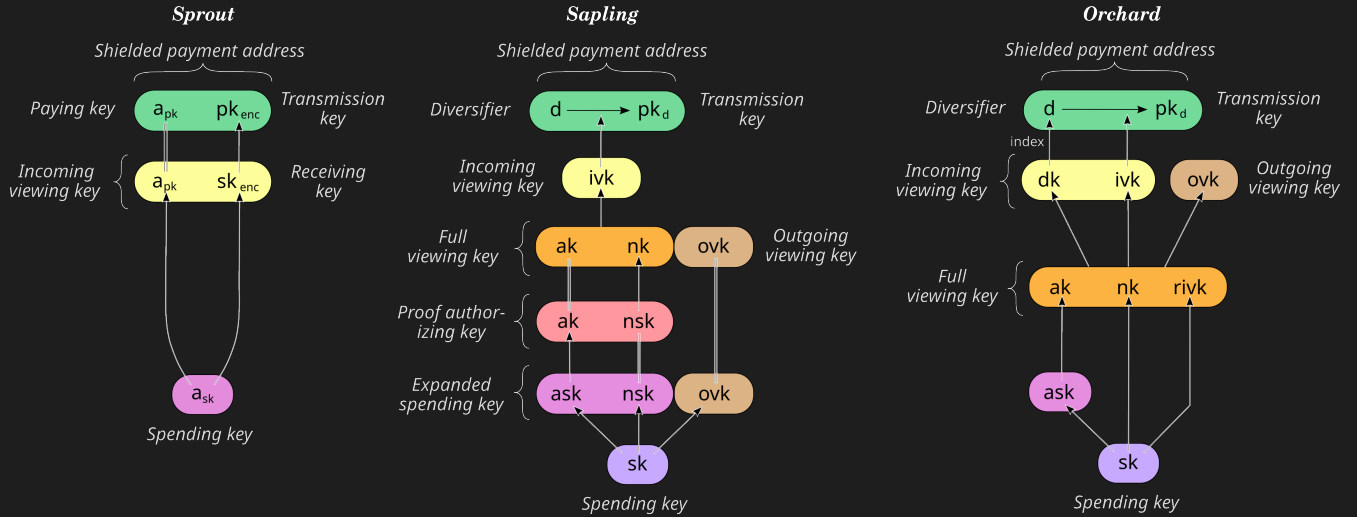 Sprout
Shielded payment address
Paying key
a_pk pk_enc
Transmission
key
Incoming
viewing key
a_pk sk_enc
Receiving
key
a_sk
Spending key
Sapling
Shielded payment address
Diversifier
d pk_d
Transmission
key
Incoming
viewing key
ivk
Full
viewing key
ak nk ovk
Outgoing
viewing key
Proof author-
izing key
ak nsk
Expanded
spending key
ask nsk ovk
sk
Spending key
Orchard
Shielded payment address
Diversifier
d pk_d
Transmission
key
index
Incoming
viewing key
dk ivk ovk
Outgoing
viewing key
Full
viewing key
ak nk rivk
ask
sk
Spending key